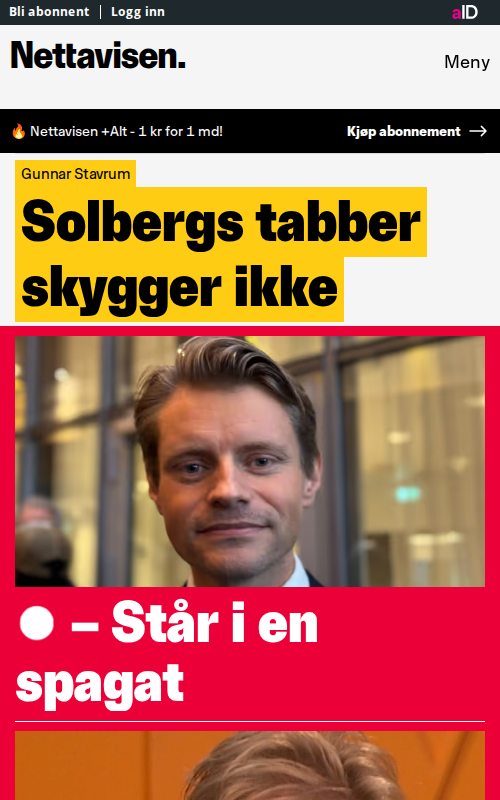 Bli abonnent | Logg inn
aID
Nettavisen.
Meny
🔥 Nettavisen +Alt - 1 kr for 1 md!
Kjøp abonnement →
Gunnar Stavrum
Solbergs tabber
skygger ikke
– Står i en
spagat